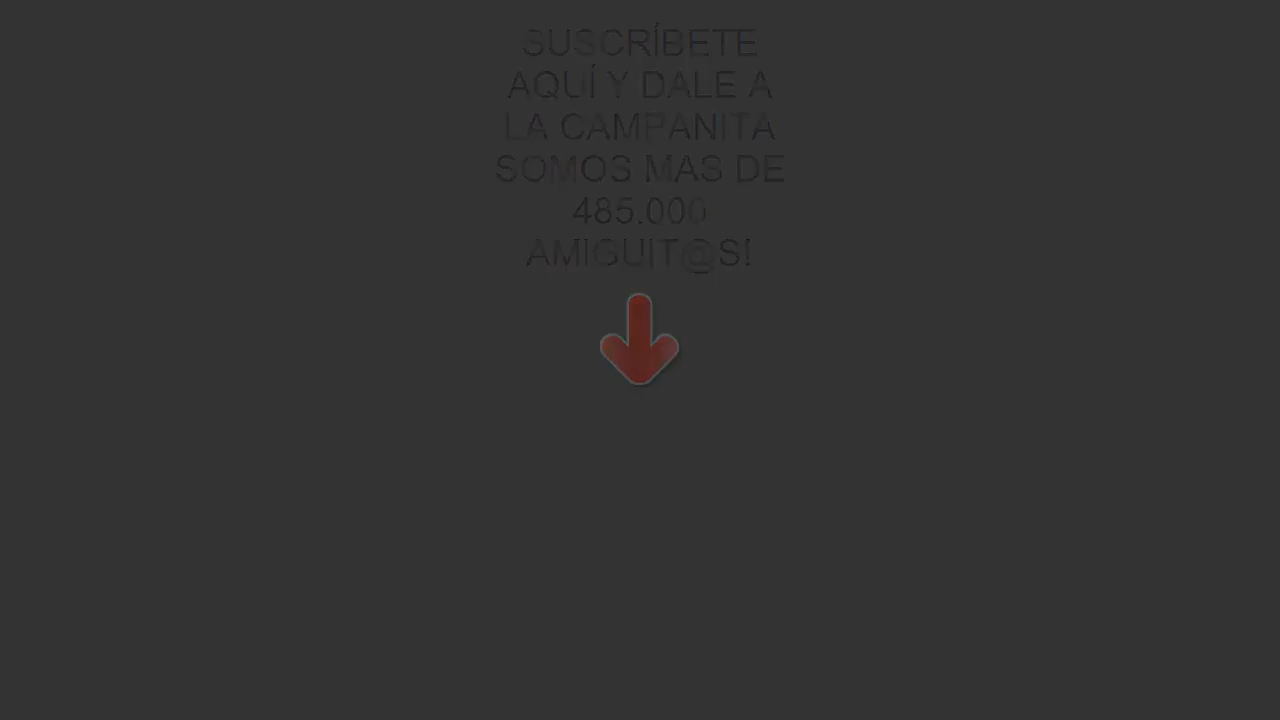 SUSCRÍBETE
AQUÍ Y DALE A
LA CAMPANITA
SOMOS MAS DE
485.000
AMIGUIT@S!